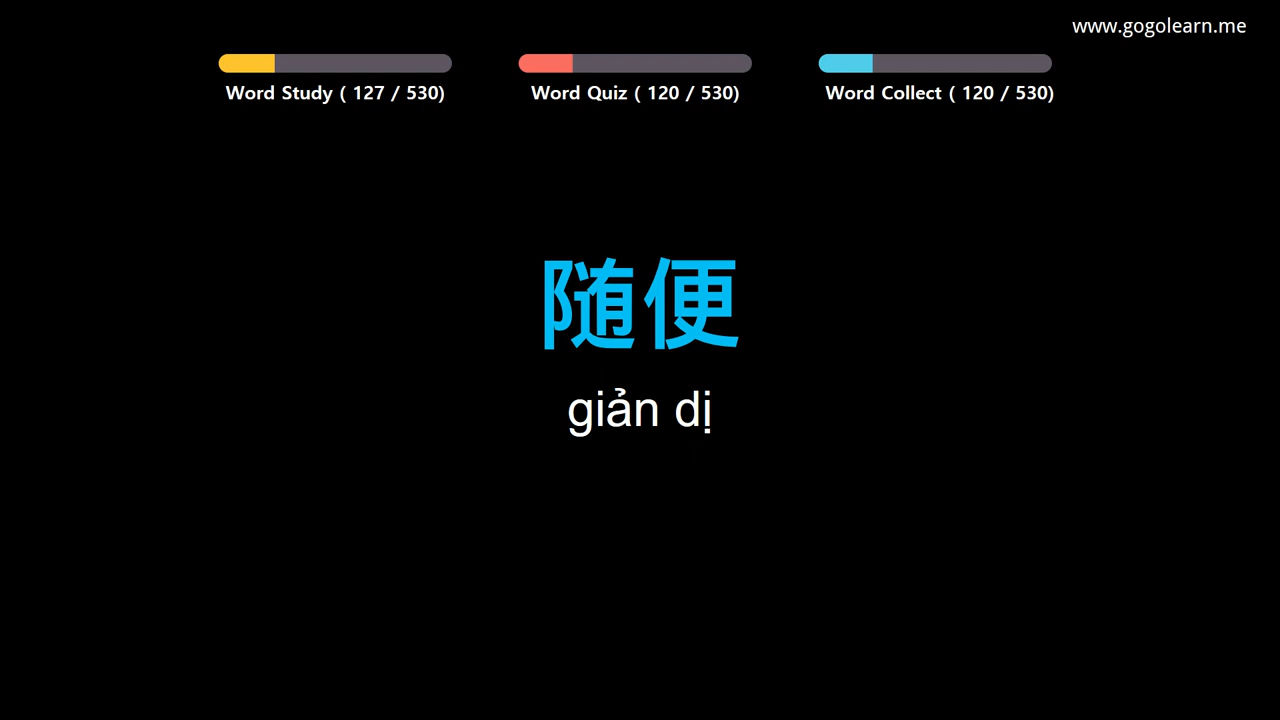 www.gogolearn.me
Word Study ( 127 / 530)
Word Quiz ( 120 / 530)
Word Collect ( 120 / 530)
随便
giản dị